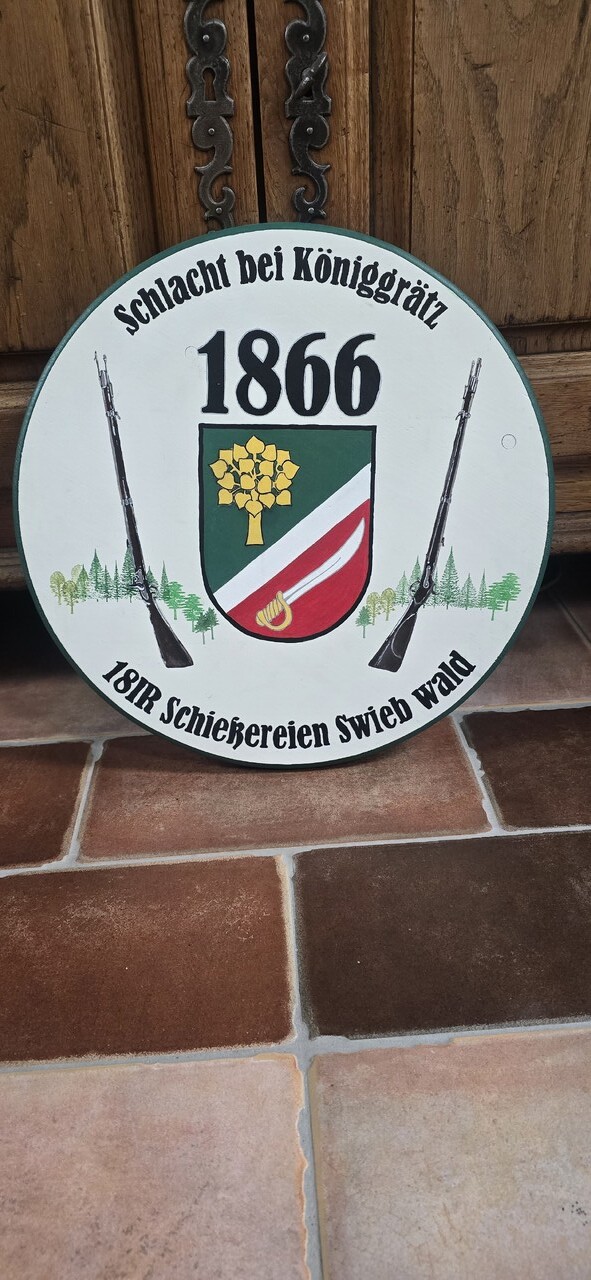 Schlacht bei Königgrätz
1866
18IR Schießereien Swieb wald